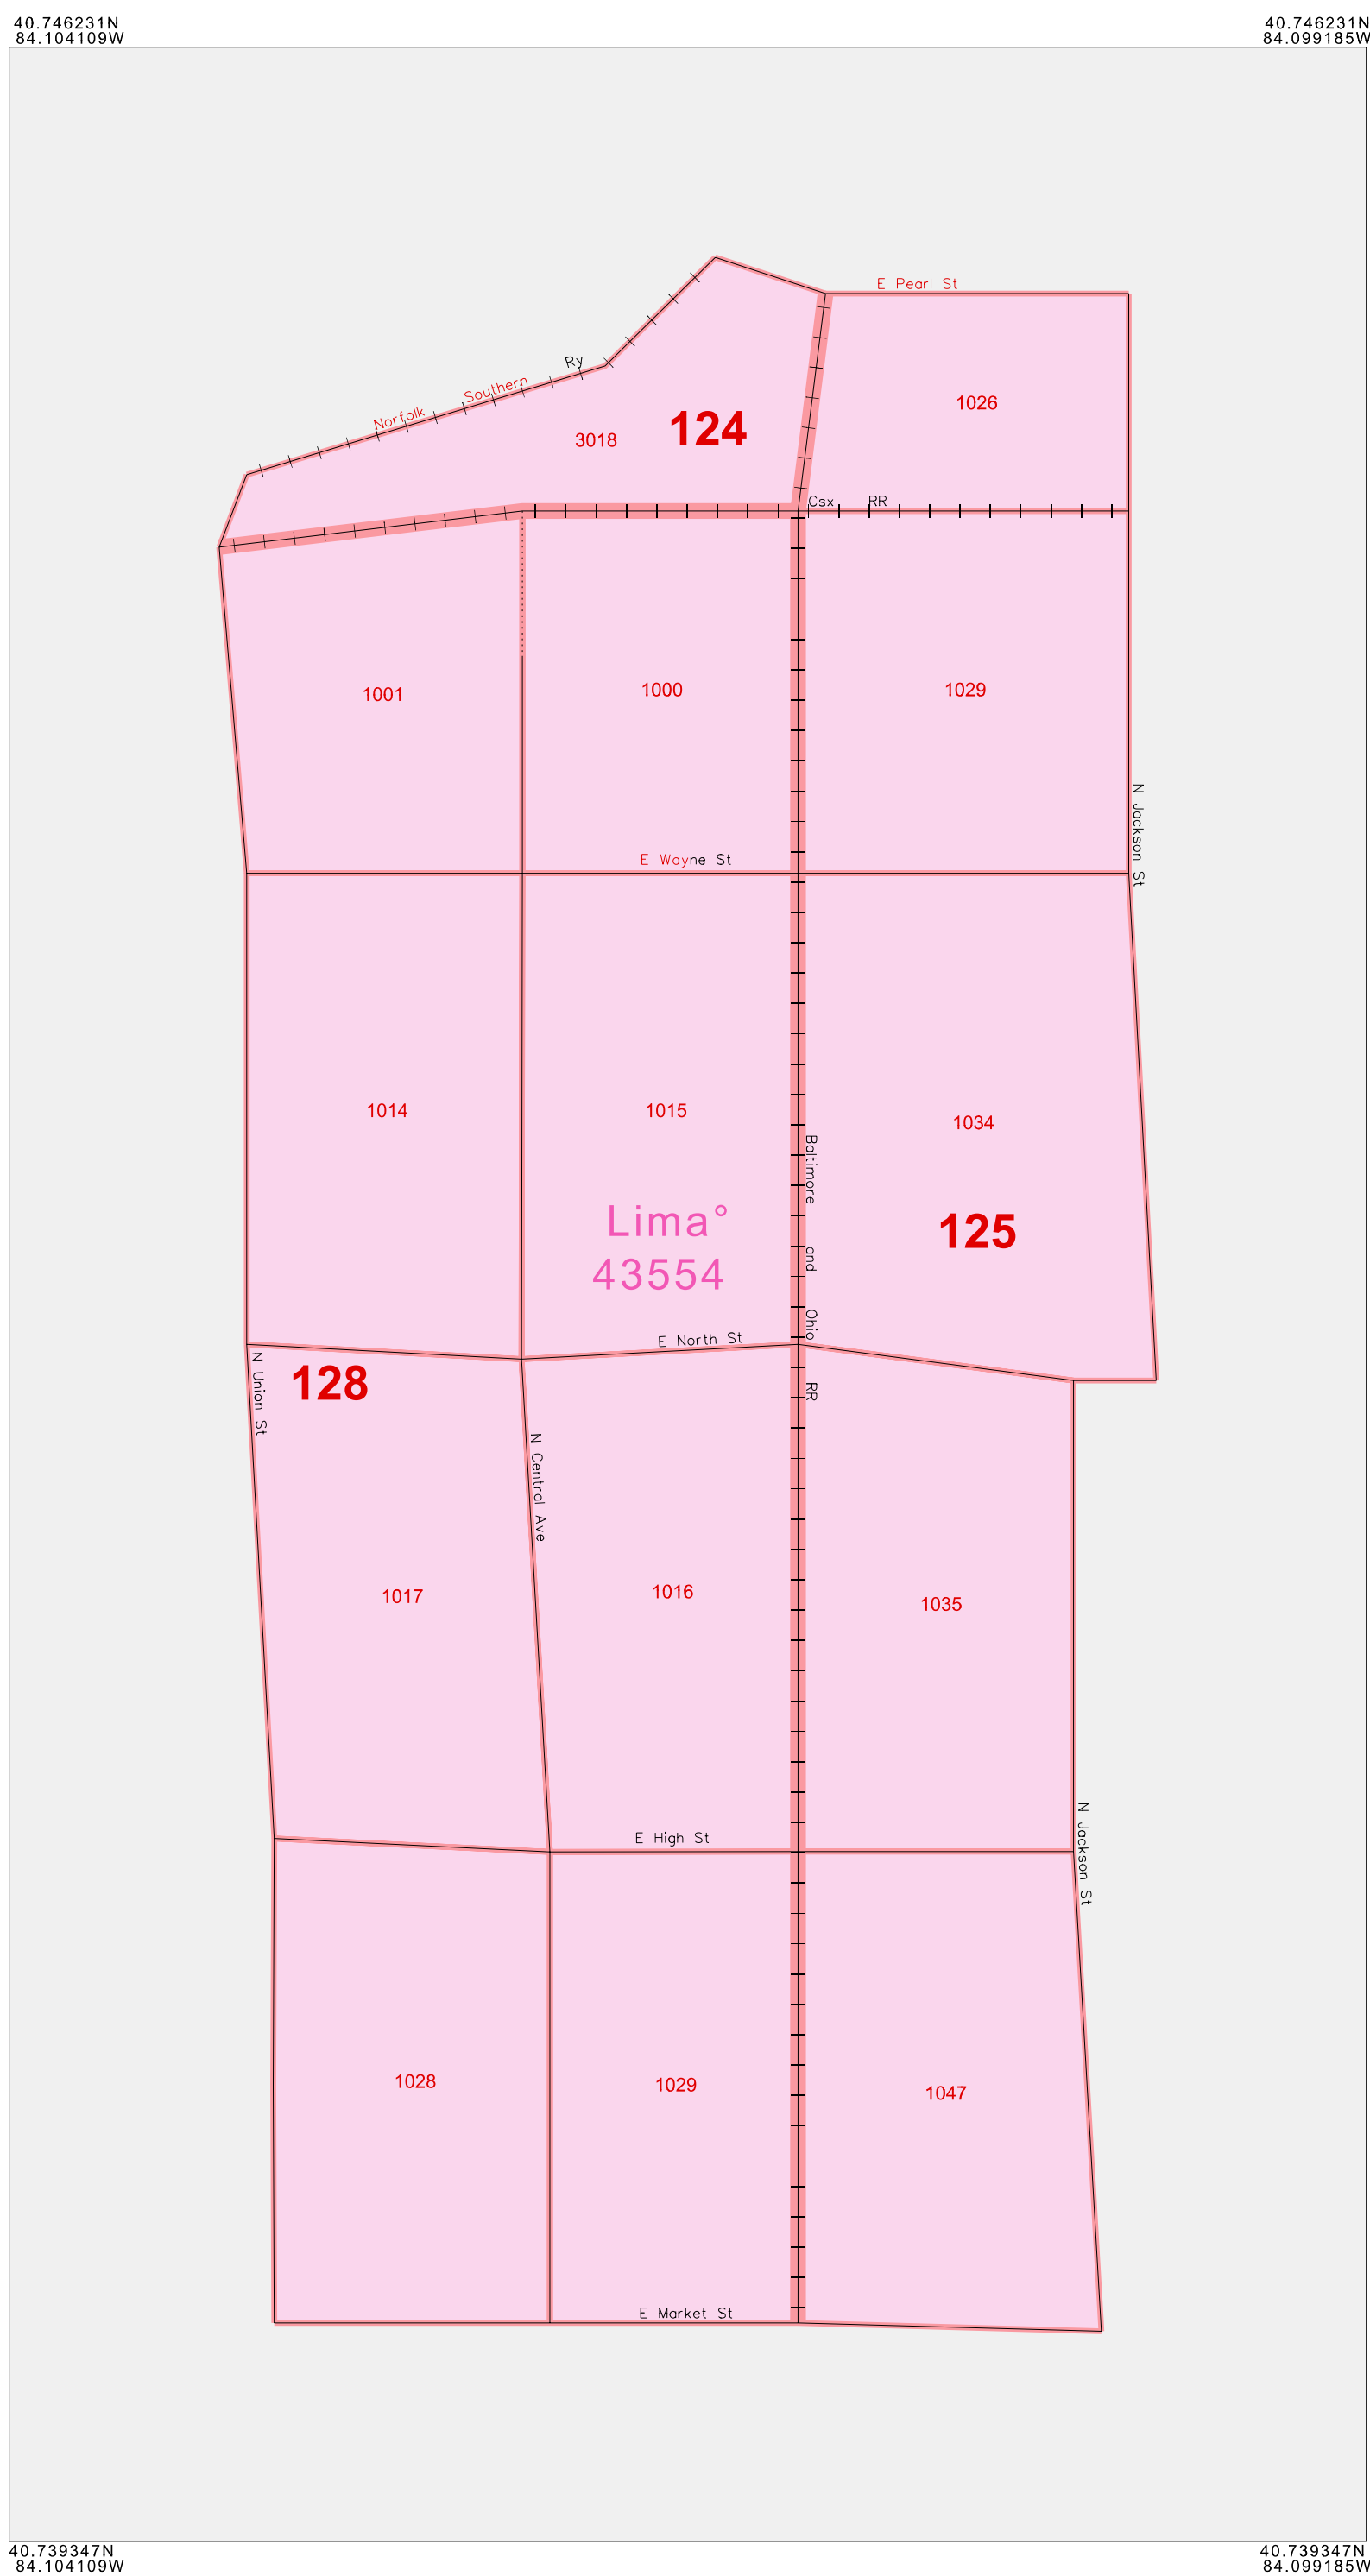 40.746231N
84.104109W
40.746231N
84.099185W
E Pearl St
Norfolk Southern Ry
1026
3018
124
Csx RR
1001
1000
1029
N Jackson St
E Wayne St
1014
1015
1034
Baltimore and Ohio RR
Lima°
43554
125
E North St
N Union St
128
N Central Ave
1017
1016
1035
E High St
N Jackson St
1028
1029
1047
E Market St
40.739347N
84.104109W
40.739347N
84.099185W